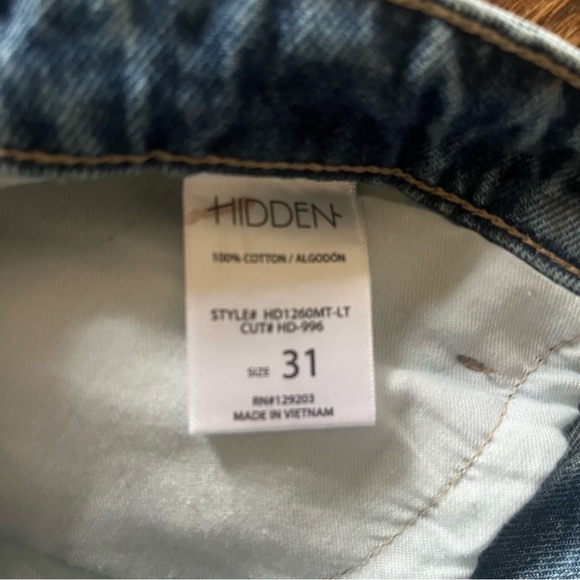 HIDDEN
100% COTTON / ALGODÓN
STYLE# HD1260MT-LT
CUT# HD-996
SIZE 31
RN#129203
MADE IN VIETNAM